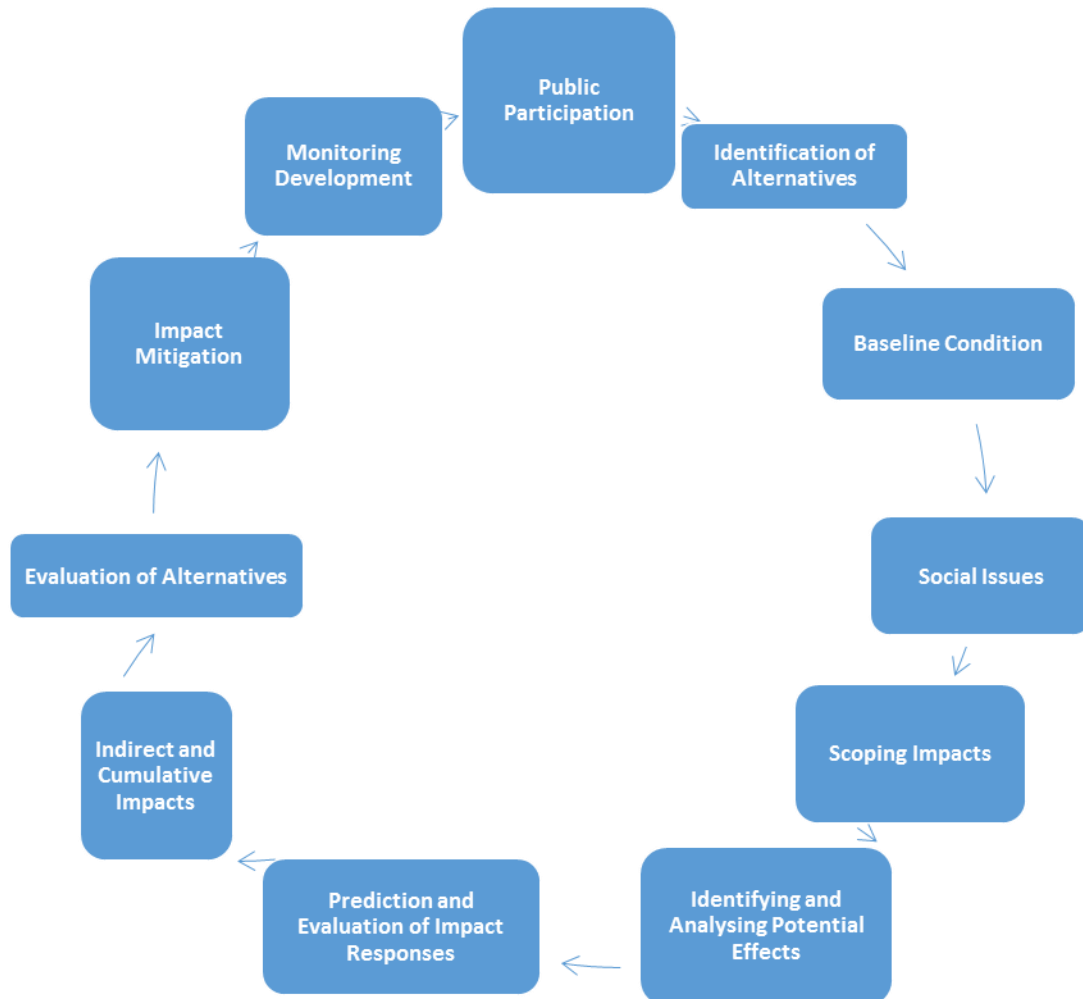 Public
Participation
Identification of
Alternatives
Baseline Condition
Social Issues
Scoping Impacts
Identifying and
Analysing Potential
Effects
Prediction and
Evaluation of Impact
Responses
Indirect and
Cumulative
Impacts
Evaluation of Alternatives
Impact
Mitigation
Monitoring
Development